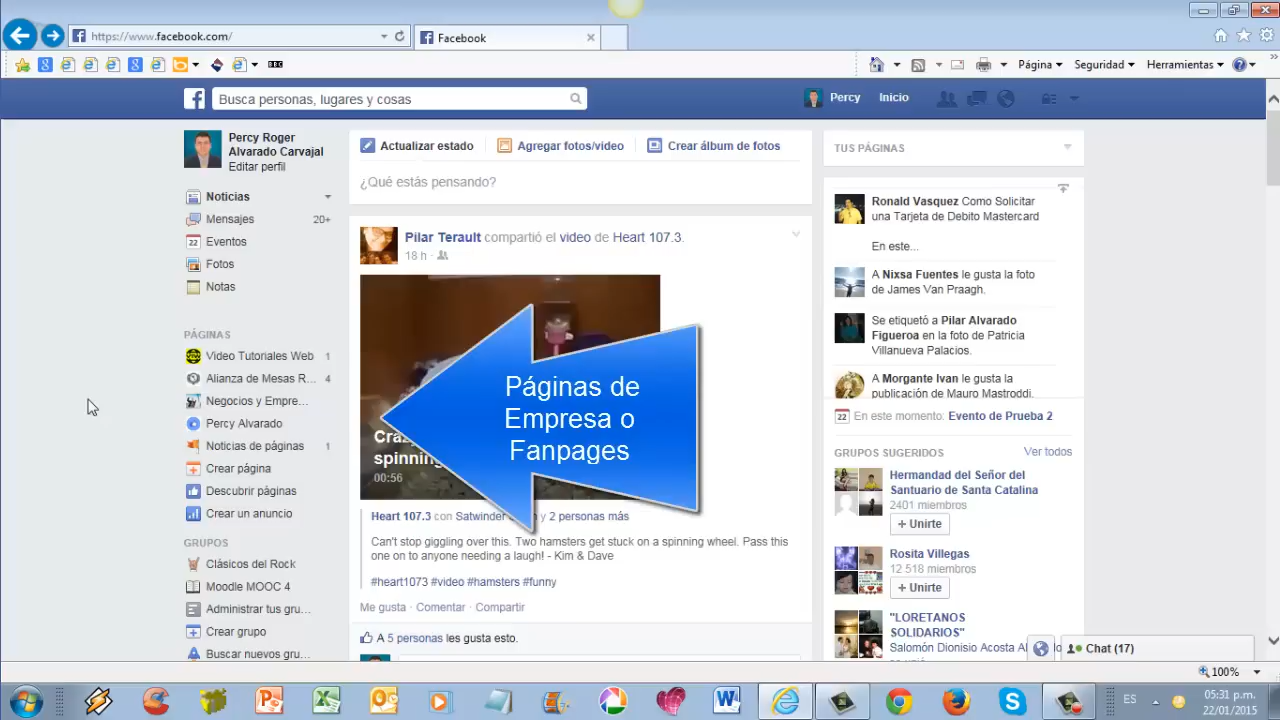 https://www.facebook.com/
Facebook
Página
Seguridad
Herramientas
Busca personas, lugares y cosas
Percy
Inicio
Percy Roger
Alvarado Carvajal
Editar perfil
Noticias
Mensajes 20+
22 Eventos
Fotos
Notas
PÁGINAS
Video Tutoriales Web 1
Alianza de Mesas R... 4
Negocios y Empre...
Percy Alvarado
Noticias de páginas 1
Crear página
Descubrir páginas
Crear un anuncio
GRUPOS
Clásicos del Rock
Moodle MOOC 4
Administrar tus gru...
Crear grupo
Buscar nuevos gru...
Actualizar estado
Agregar fotos/video
Crear álbum de fotos
¿Qué estás pensando?
Pilar Terault compartió el video de Heart 107.3.
18 h ·
Páginas de
Empresa o
Fanpages
spinning
00:56
Heart 107.3 con Satwinder y 2 personas más
Can't stop giggling over this. Two hamsters get stuck on a spinning wheel. Pass this
one on to anyone needing a laugh! - Kim & Dave
#heart1073 #video #hamsters #funny
Me gusta · Comentar · Compartir
A 5 personas les gusta esto.
TUS PÁGINAS
Ronald Vasquez Como Solicitar
una Tarjeta de Debito Mastercard
En este...
A Nixsa Fuentes le gusta la foto
de James Van Praagh.
Se etiquetó a Pilar Alvarado
Figueroa en la foto de Patricia
Villanueva Palacios.
A Morgante Ivan le gusta la
publicación de Mauro Mastroddi.
22 En este momento: Evento de Prueba 2
GRUPOS SUGERIDOS Ver todos
Hermandad del Señor del
Santuario de Santa Catalina
2401 miembros
+ Unirte
Rosita Villegas
12 518 miembros
+ Unirte
"LORETANOS
SOLIDARIOS"
Salomón Dionisio Acosta
Chat (17)
100%
ES
05:31 p.m.
22/01/2015